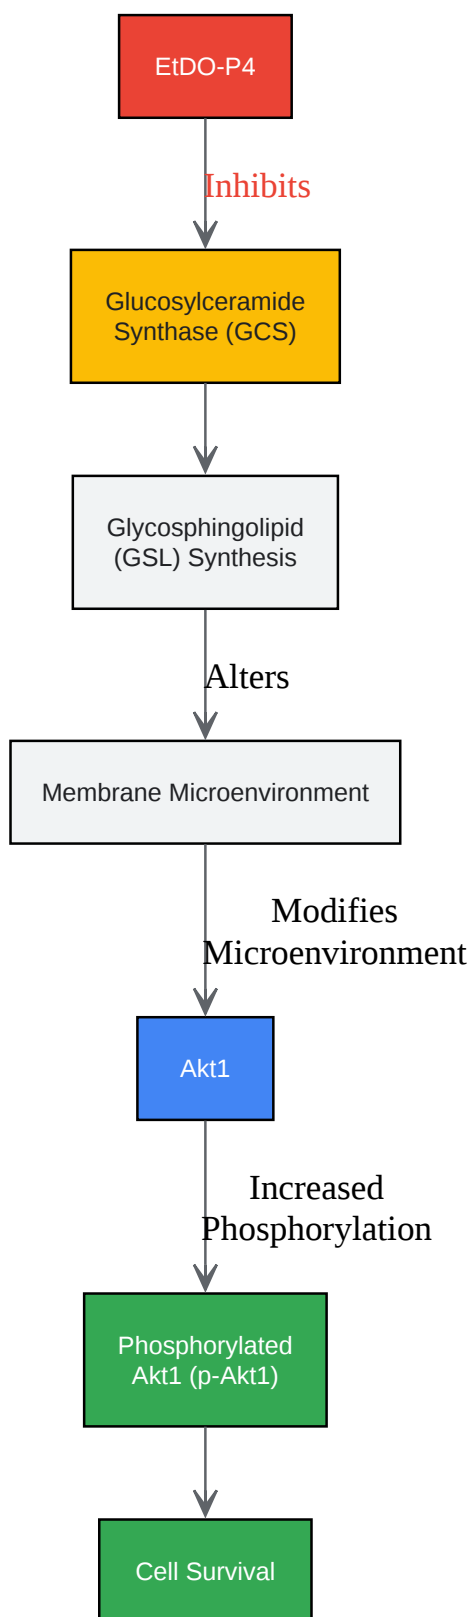 EtDO-P4
Inhibits
Glucosylceramide
Synthase (GCS)
Glycosphingolipid
(GSL) Synthesis
Alters
Membrane Microenvironment
Modifies
Microenvironment
Akt1
Increased
Phosphorylation
Phosphorylated
Akt1 (p-Akt1)
Cell Survival